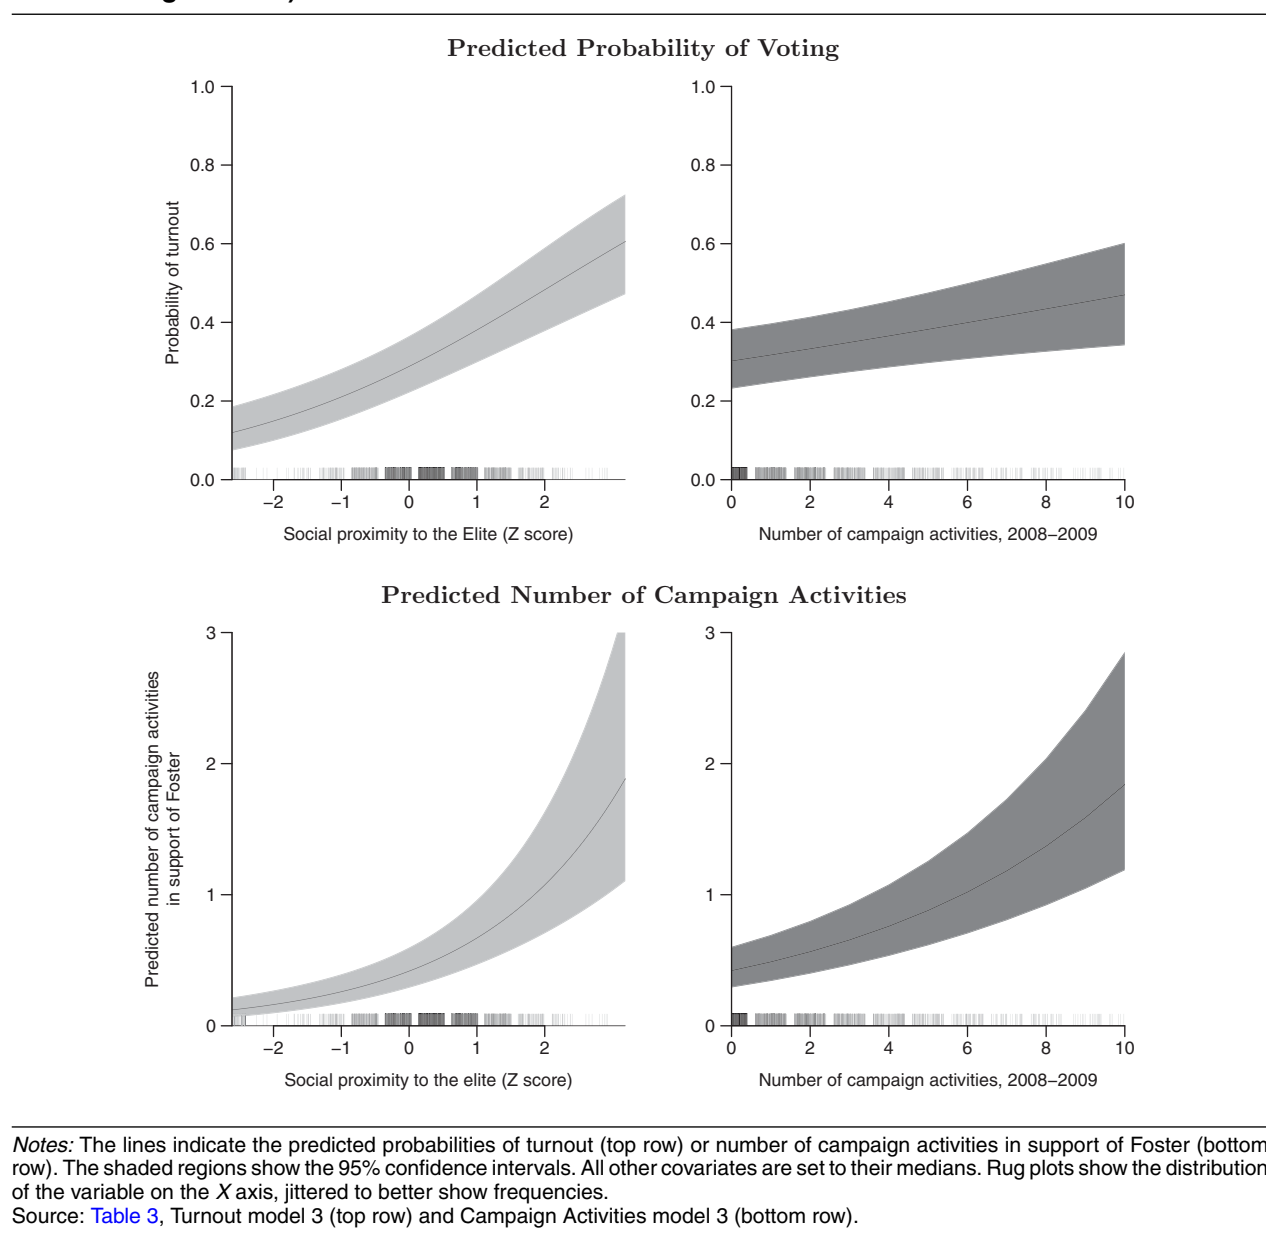 Predicted Probability of Voting
1.0
0.8
0.6
0.4
0.2
0.0
Probability of turnout
−2 −1 0 1 2
Social proximity to the Elite (Z score)
1.0
0.8
0.6
0.4
0.2
0.0
0 2 4 6 8 10
Number of campaign activities, 2008–2009
Predicted Number of Campaign Activities
3
2
1
0
Predicted number of campaign activities
in support of Foster
−2 −1 0 1 2
Social proximity to the elite (Z score)
3
2
1
0
0 2 4 6 8 10
Number of campaign activities, 2008–2009
Notes: The lines indicate the predicted probabilities of turnout (top row) or number of campaign activities in support of Foster (bottom
row). The shaded regions show the 95% confidence intervals. All other covariates are set to their medians. Rug plots show the distribution
of the variable on the X axis, jittered to better show frequencies.
Source: Table 3, Turnout model 3 (top row) and Campaign Activities model 3 (bottom row).